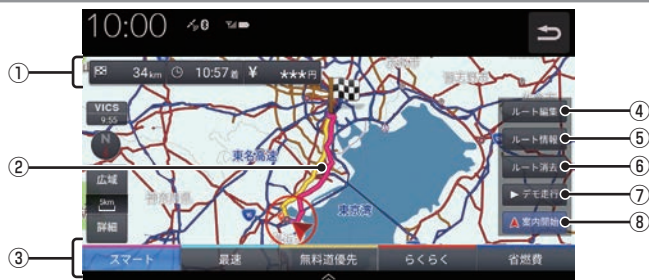 10:00
① 34km 10:57着 ¥ ***円
VICS
9:55
N
④ ルート編集
⑤ ルート情報
⑥ ルート消去
⑦ デモ走行
⑧ 案内開始
② 東名高速
東京湾
広域
5km
詳細
③ スマート 最速 無料道優先 らくらく 省燃費